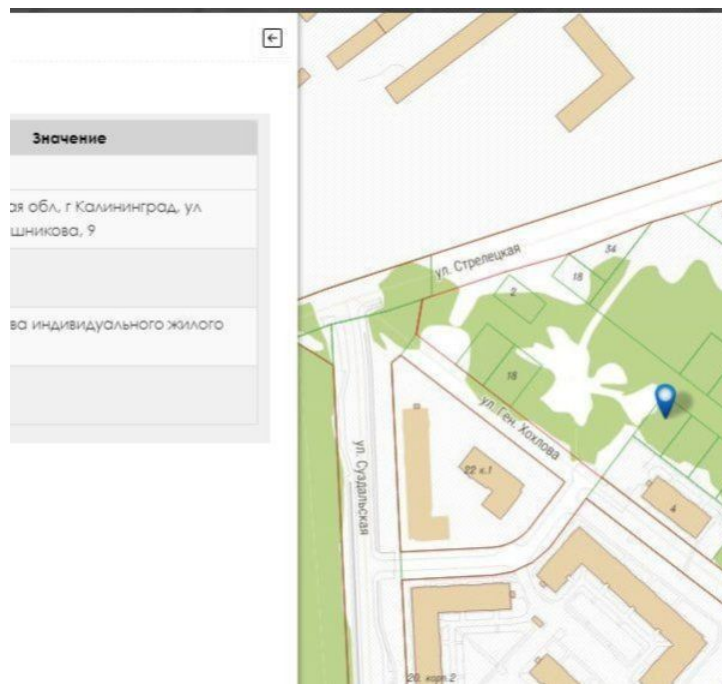 Значение
ая обл, г Калининград, ул
шникова, 9
ва индивидуального жилого
ул. Стрелецкая
34
18
2
18
ул. Ген. Хохлова
22 к.1
ул. Суздальская
4
20. корп.2